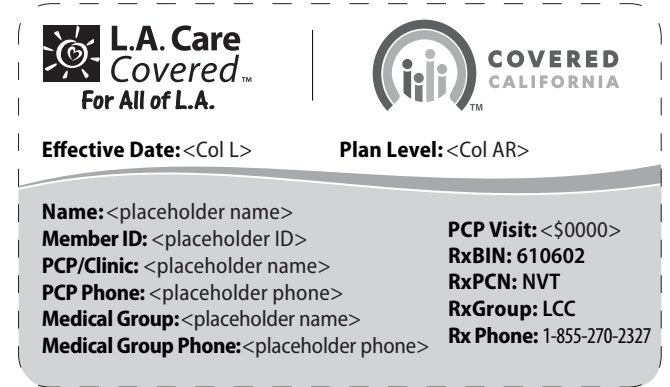 L.A. Care
Covered™
For All of L.A.
COVERED
CALIFORNIA
TM
Effective Date: <Col L>
Plan Level: <Col AR>
Name: <placeholder name>
Member ID: <placeholder ID>
PCP/Clinic: <placeholder name>
PCP Phone: <placeholder phone>
Medical Group: <placeholder name>
Medical Group Phone: <placeholder phone>
PCP Visit: <$0000>
RxBIN: 610602
RxPCN: NVT
RxGroup: LCC
Rx Phone: 1-855-270-2327